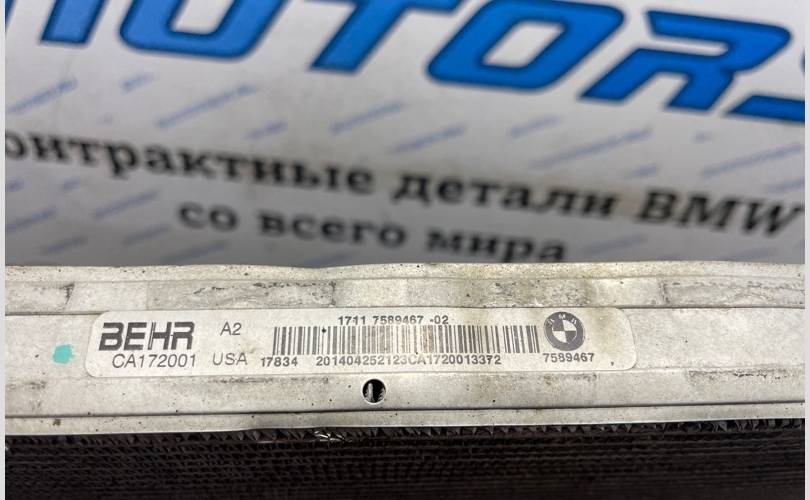 MOTORS
онтрактные детали BMW
со всего мира
1711 7589467 -02
BEHR A2
BMW
CA172001 USA 17834 201404252123CA1720013372 7589467